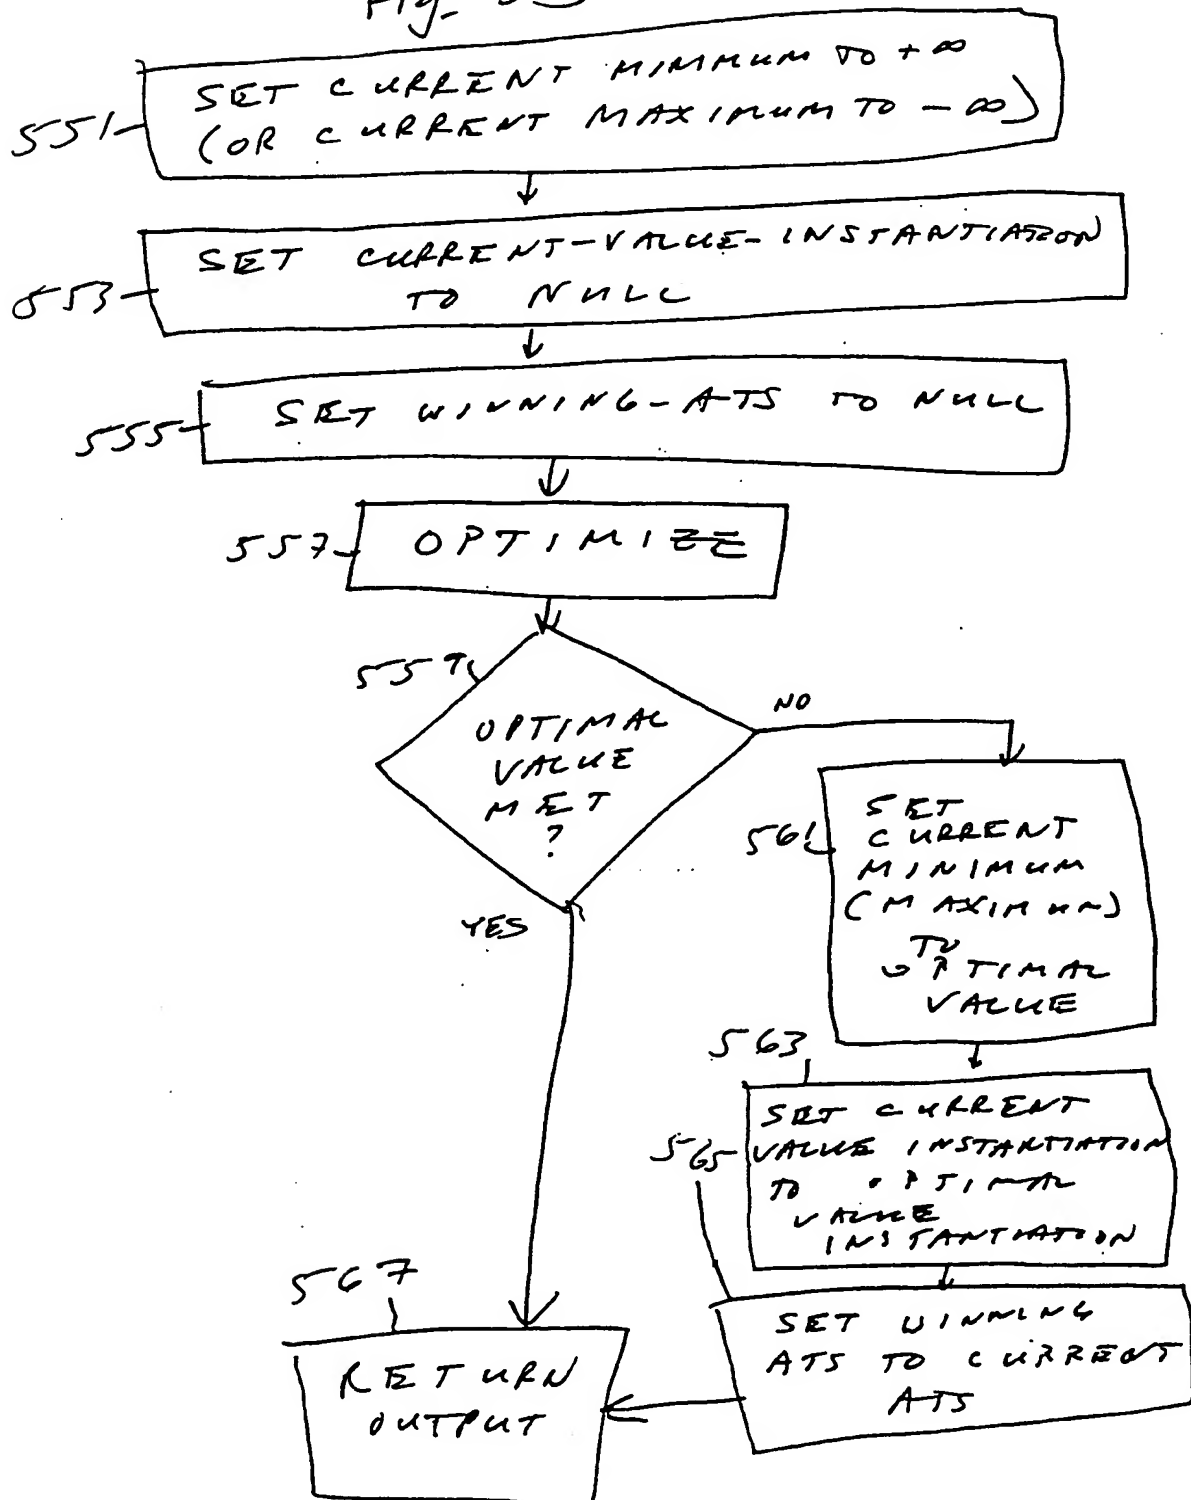 Fig.
SET CURRENT MINIMUM TO + ∞
(OR CURRENT MAXIMUM TO - ∞)
551
SET CURRENT-VALUE-INSTANTIATION
TO NULL
553
SET WINNING-ATS TO NULL
555
OPTIMIZE
557
559
OPTIMAL
VALUE
MET
?
NO
YES
561
SET
CURRENT
MINIMUM
(MAXIMUM)
TO
OPTIMAL
VALUE
563
SET CURRENT
VALUE INSTANTIATION
TO OPTIMAL
VALUE
INSTANTIATION
565
SET WINNING
ATS TO CURRENT
ATS
567
RETURN
OUTPUT